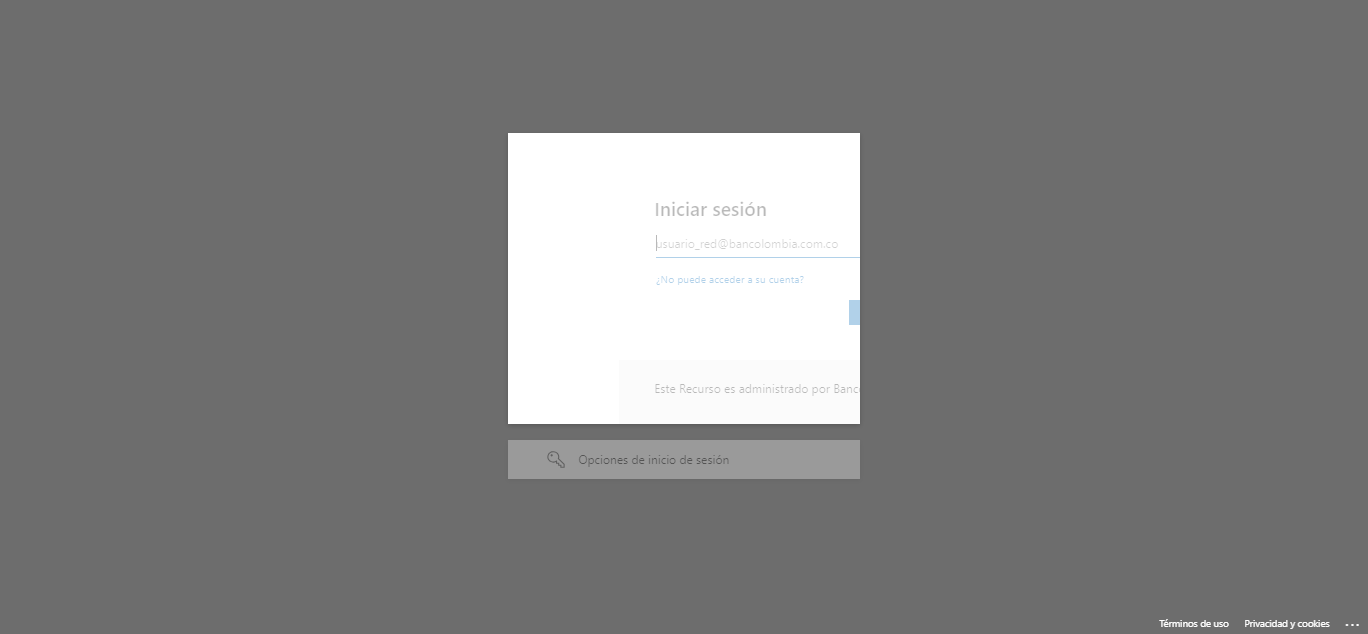 Iniciar sesión
usuario_red@bancolombia.com.co
¿No puede acceder a su cuenta?
Este Recurso es administrado por Banc
Opciones de inicio de sesión
Términos de uso Privacidad y cookies ...